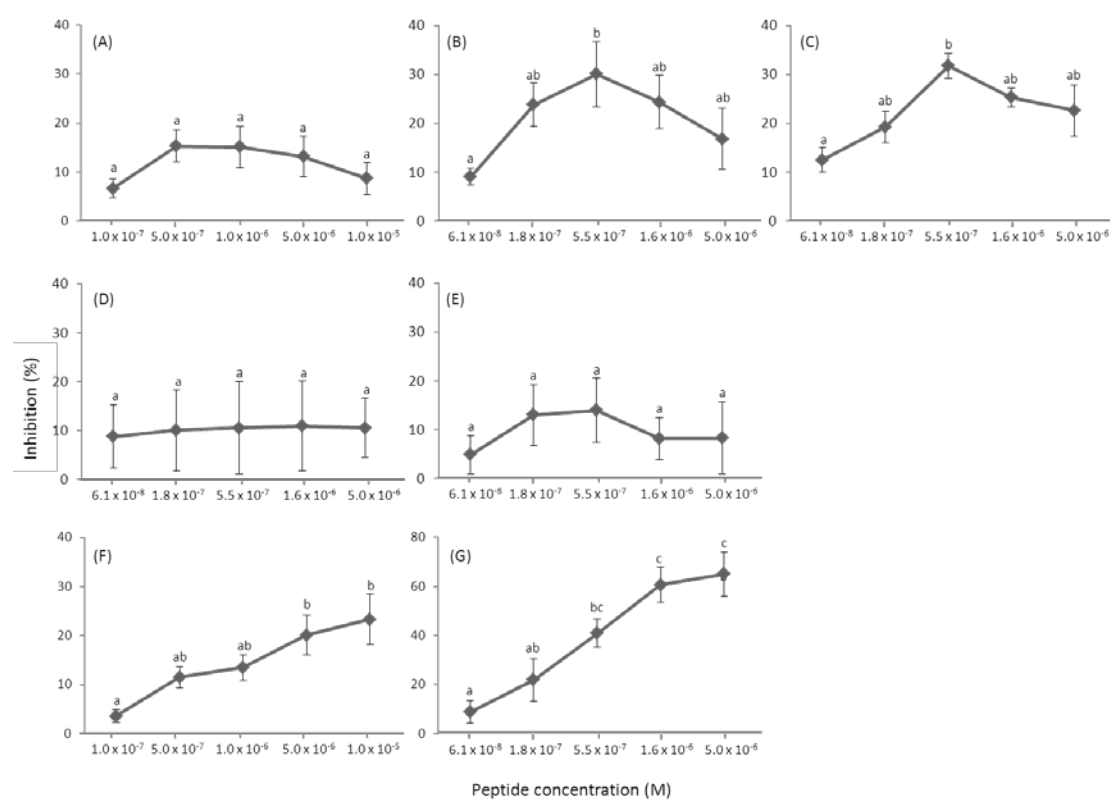 (A)
40
30
20
10
0
a
a
a
a
a
1.0 x 10⁻⁷ 5.0 x 10⁻⁷ 1.0 x 10⁻⁶ 5.0 x 10⁻⁶ 1.0 x 10⁻⁵
(B)
40
30
20
10
0
a
ab
b
ab
ab
6.1 x 10⁻⁸ 1.8 x 10⁻⁷ 5.5 x 10⁻⁷ 1.6 x 10⁻⁶ 5.0 x 10⁻⁶
(C)
40
30
20
10
0
a
ab
b
ab
ab
6.1 x 10⁻⁸ 1.8 x 10⁻⁷ 5.5 x 10⁻⁷ 1.6 x 10⁻⁶ 5.0 x 10⁻⁶
Inhibition (%)
(D)
40
30
20
10
0
a
a
a
a
a
6.1 x 10⁻⁸ 1.8 x 10⁻⁷ 5.5 x 10⁻⁷ 1.6 x 10⁻⁶ 5.0 x 10⁻⁶
(E)
40
30
20
10
0
a
a
a
a
a
6.1 x 10⁻⁸ 1.8 x 10⁻⁷ 5.5 x 10⁻⁷ 1.6 x 10⁻⁶ 5.0 x 10⁻⁶
(F)
40
30
20
10
0
a
ab
ab
b
b
1.0 x 10⁻⁷ 5.0 x 10⁻⁷ 1.0 x 10⁻⁶ 5.0 x 10⁻⁶ 1.0 x 10⁻⁵
(G)
80
60
40
20
0
a
ab
bc
c
c
6.1 x 10⁻⁸ 1.8 x 10⁻⁷ 5.5 x 10⁻⁷ 1.6 x 10⁻⁶ 5.0 x 10⁻⁶
Peptide concentration (M)